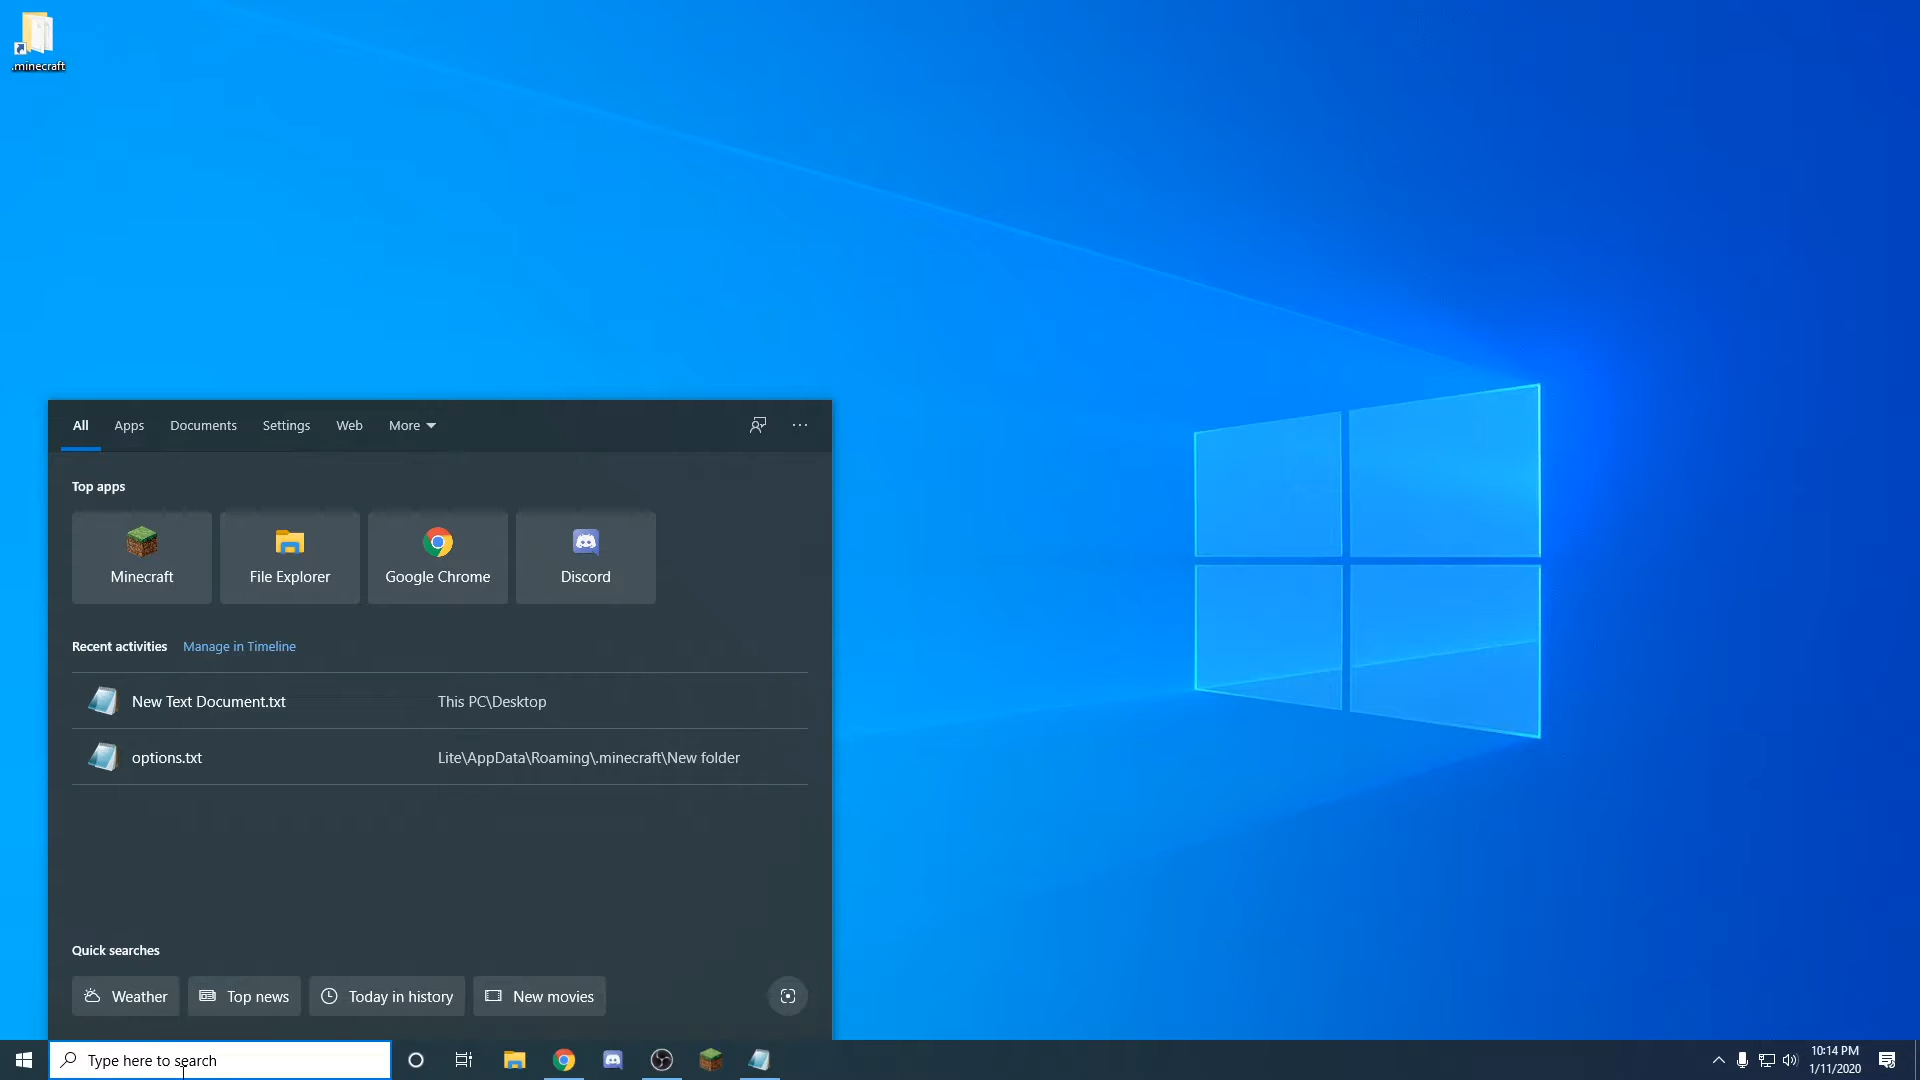 .minecraft
All Apps Documents Settings Web More
Top apps
Minecraft File Explorer Google Chrome Discord
Recent activities Manage in Timeline
New Text Document.txt This PC\Desktop
options.txt Lite\AppData\Roaming\.minecraft\New folder
Quick searches
Weather Top news Today in history New movies
Type here to search
10:14 PM
1/11/2020